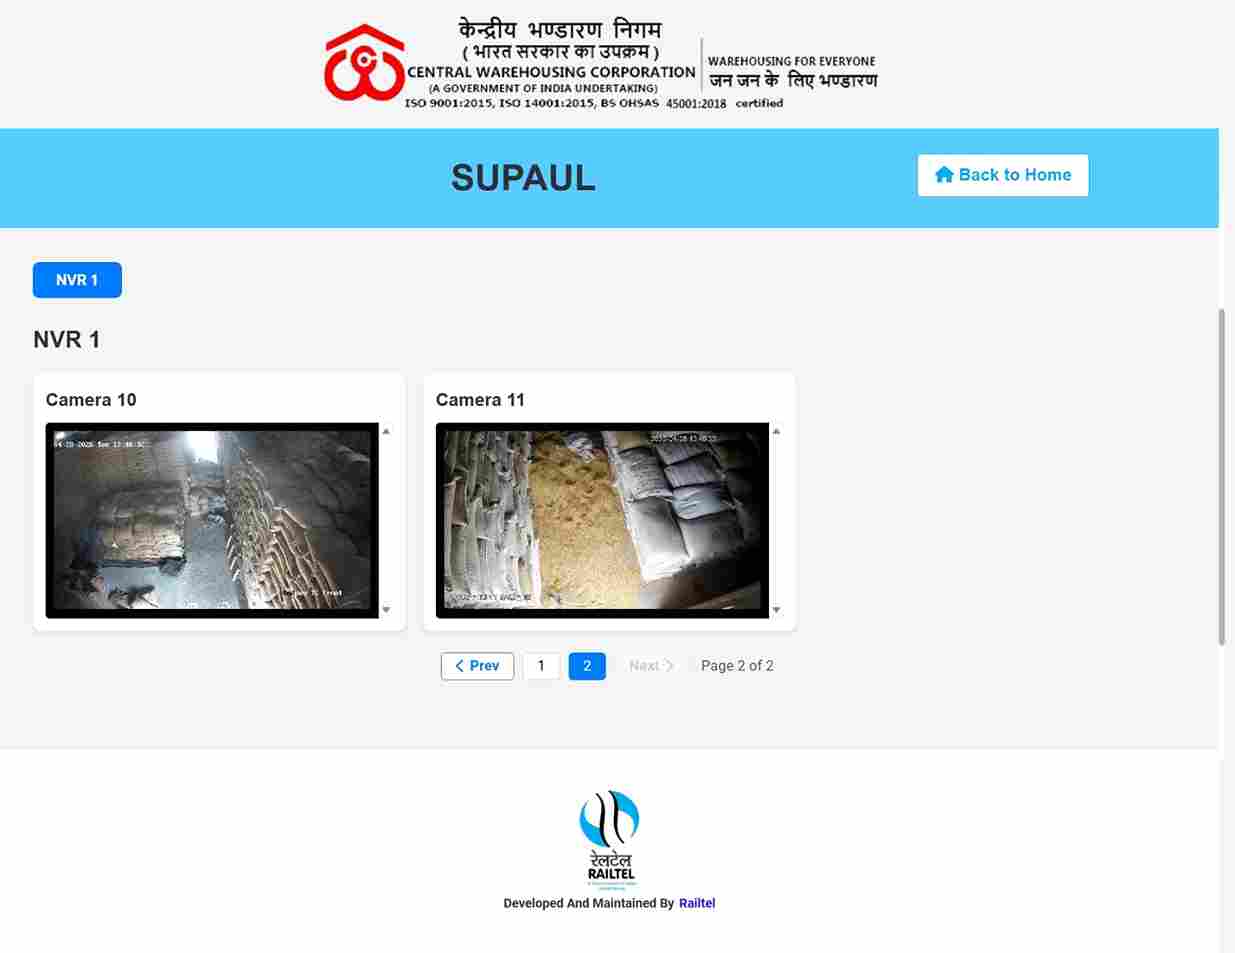 केन्द्रीय भण्डारण निगम
( भारत सरकार का उपक्रम )
CENTRAL WAREHOUSING CORPORATION
(A GOVERNMENT OF INDIA UNDERTAKING)
ISO 9001:2015, ISO 14001:2015, BS OHSAS 45001:2018 certified
WAREHOUSING FOR EVERYONE
जन जन के लिए भण्डारण
SUPAUL
Back to Home
NVR 1
NVR 1
Camera 10
Camera 11
Prev
1
2
Next
Page 2 of 2
रेलटेल
RAILTEL
Developed And Maintained By Railtel